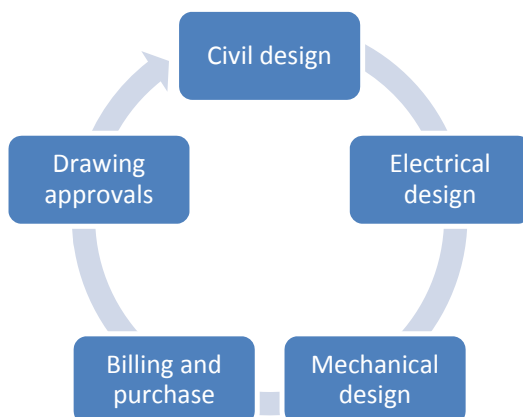 Civil design
Electrical
design
Mechanical
design
Billing and
purchase
Drawing
approvals